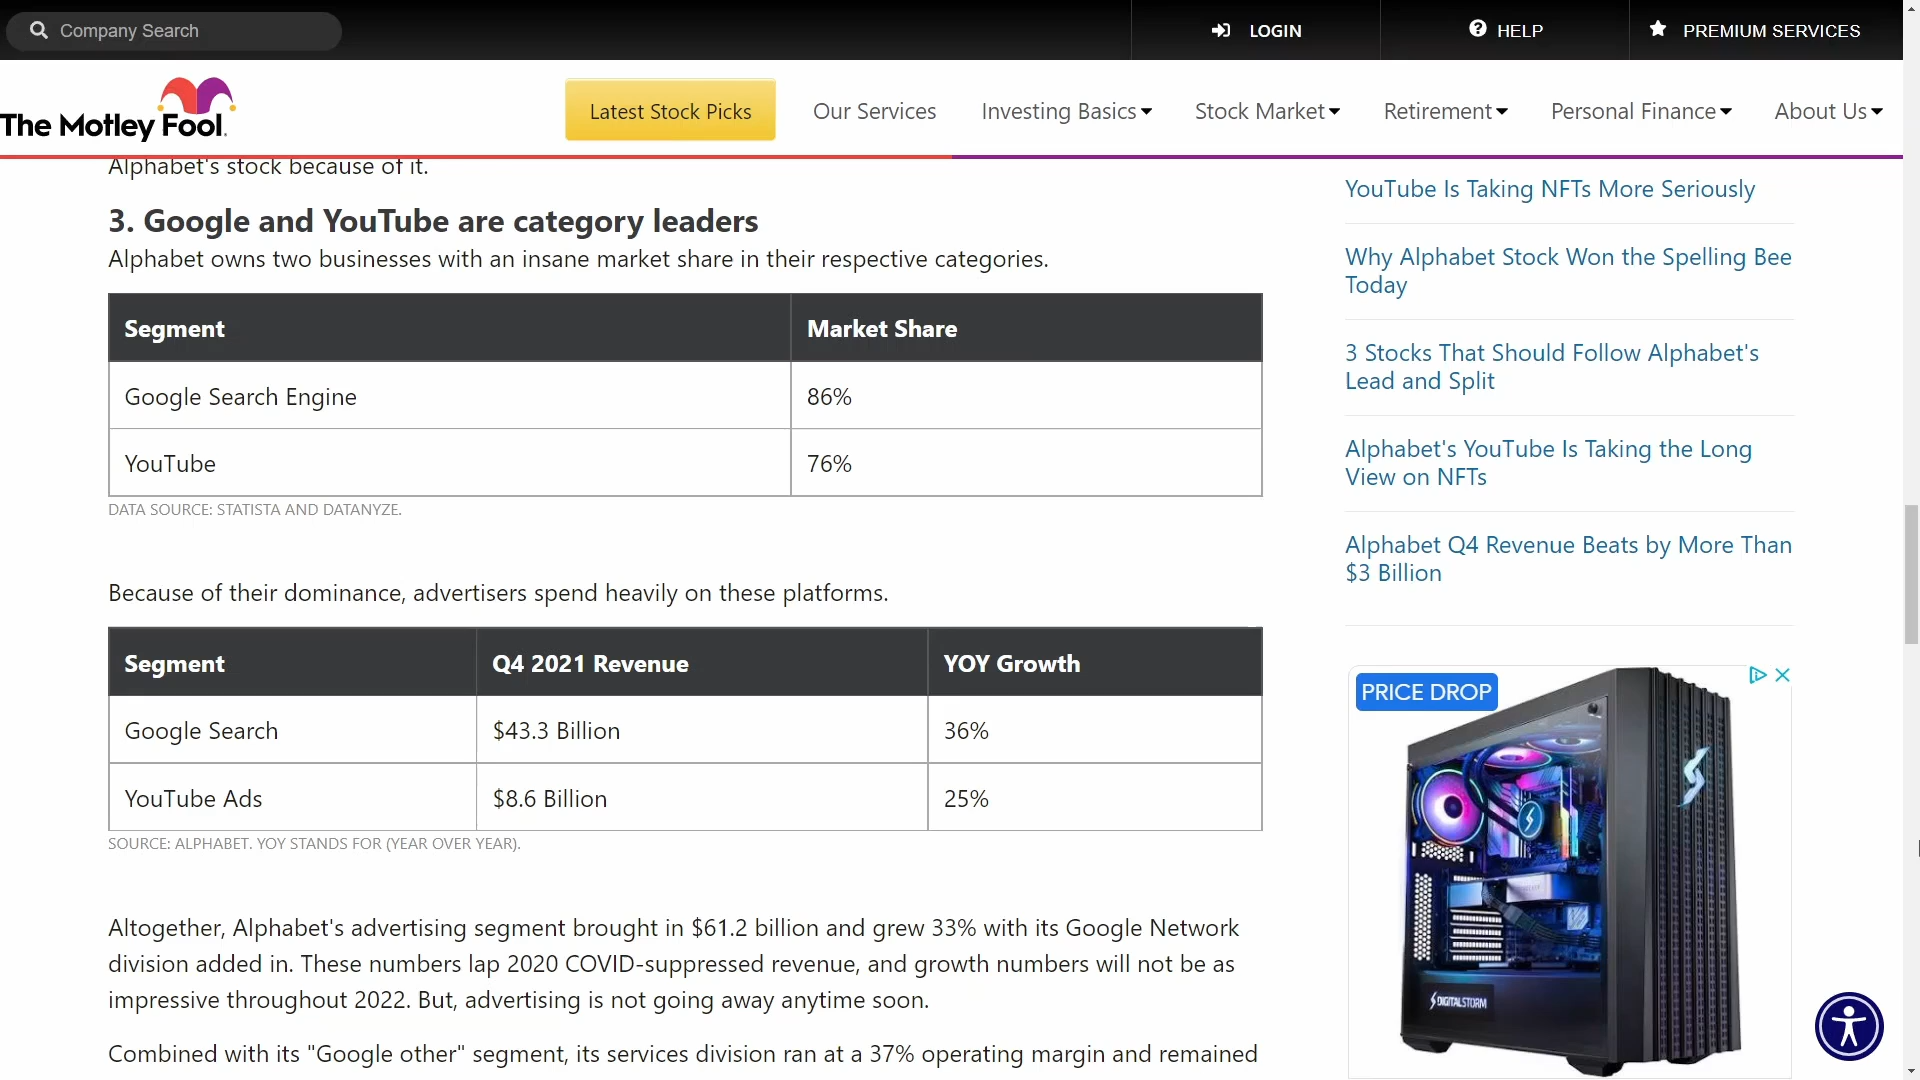 Company Search
LOGIN
HELP
PREMIUM SERVICES
The Motley Fool.
Latest Stock Picks
Our Services
Investing Basics
Stock Market
Retirement
Personal Finance
About Us
Alphabet's stock because of it.
3. Google and YouTube are category leaders
Alphabet owns two businesses with an insane market share in their respective categories.
Segment Market Share
Google Search Engine 86%
YouTube 76%
DATA SOURCE: STATISTA AND DATANYZE.
Because of their dominance, advertisers spend heavily on these platforms.
Segment Q4 2021 Revenue YOY Growth
Google Search $43.3 Billion 36%
YouTube Ads $8.6 Billion 25%
SOURCE: ALPHABET. YOY STANDS FOR (YEAR OVER YEAR).
Altogether, Alphabet's advertising segment brought in $61.2 billion and grew 33% with its Google Network
division added in. These numbers lap 2020 COVID-suppressed revenue, and growth numbers will not be as
impressive throughout 2022. But, advertising is not going away anytime soon.
Combined with its "Google other" segment, its services division ran at a 37% operating margin and remained
YouTube Is Taking NFTs More Seriously
Why Alphabet Stock Won the Spelling Bee
Today
3 Stocks That Should Follow Alphabet's
Lead and Split
Alphabet's YouTube Is Taking the Long
View on NFTs
Alphabet Q4 Revenue Beats by More Than
$3 Billion
PRICE DROP
DIGITALSTORM